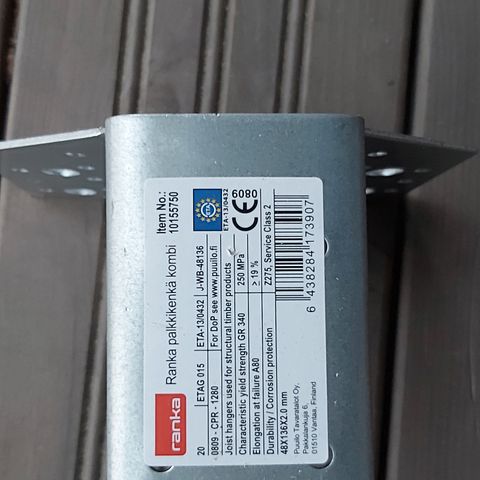 ranka
Ranka palkkikenkä kombi
Item No.:
10155750
20 ETAG 015 ETA-13/0432 J-WB-48136
0809 - CPR - 1280 For DoP see www.puuilo.fi
Joist hangers used for structural timber products
Characteristic yield strength GR 340 250 MPa
Elongation at failure A80 ≥ 19 %
Durability / Corrosion protection Z275, Service Class 2
48X136X2.0 mm
Puuilo Tavaratalot Oy,
Pakkalankuja 6,
01510 Vantaa, Finland
ETA-13/0432
6080
CE
6 438284 173907